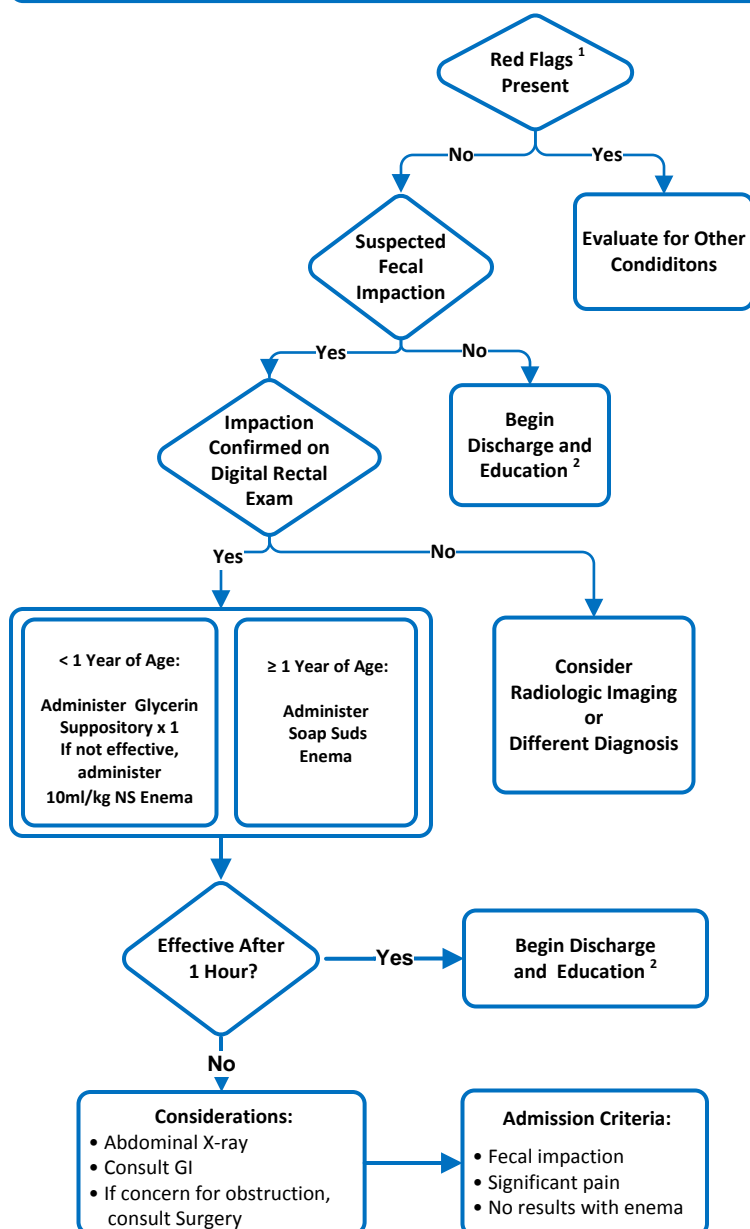 Red Flags 1
Present
No
Yes
Suspected
Fecal
Impaction
Evaluate for Other
Condiditons
Yes
No
Impaction
Confirmed on
Digital Rectal
Exam
Begin
Discharge and
Education 2
Yes
No
< 1 Year of Age:
Administer Glycerin
Suppository x 1
If not effective,
administer
10ml/kg NS Enema
≥ 1 Year of Age:
Administer
Soap Suds
Enema
Consider
Radiologic Imaging
or
Different Diagnosis
Effective After
1 Hour?
Yes
Begin Discharge
and Education 2
No
Considerations:
• Abdominal X-ray
• Consult GI
• If concern for obstruction,
consult Surgery
Admission Criteria:
• Fecal impaction
• Significant pain
• No results with enema